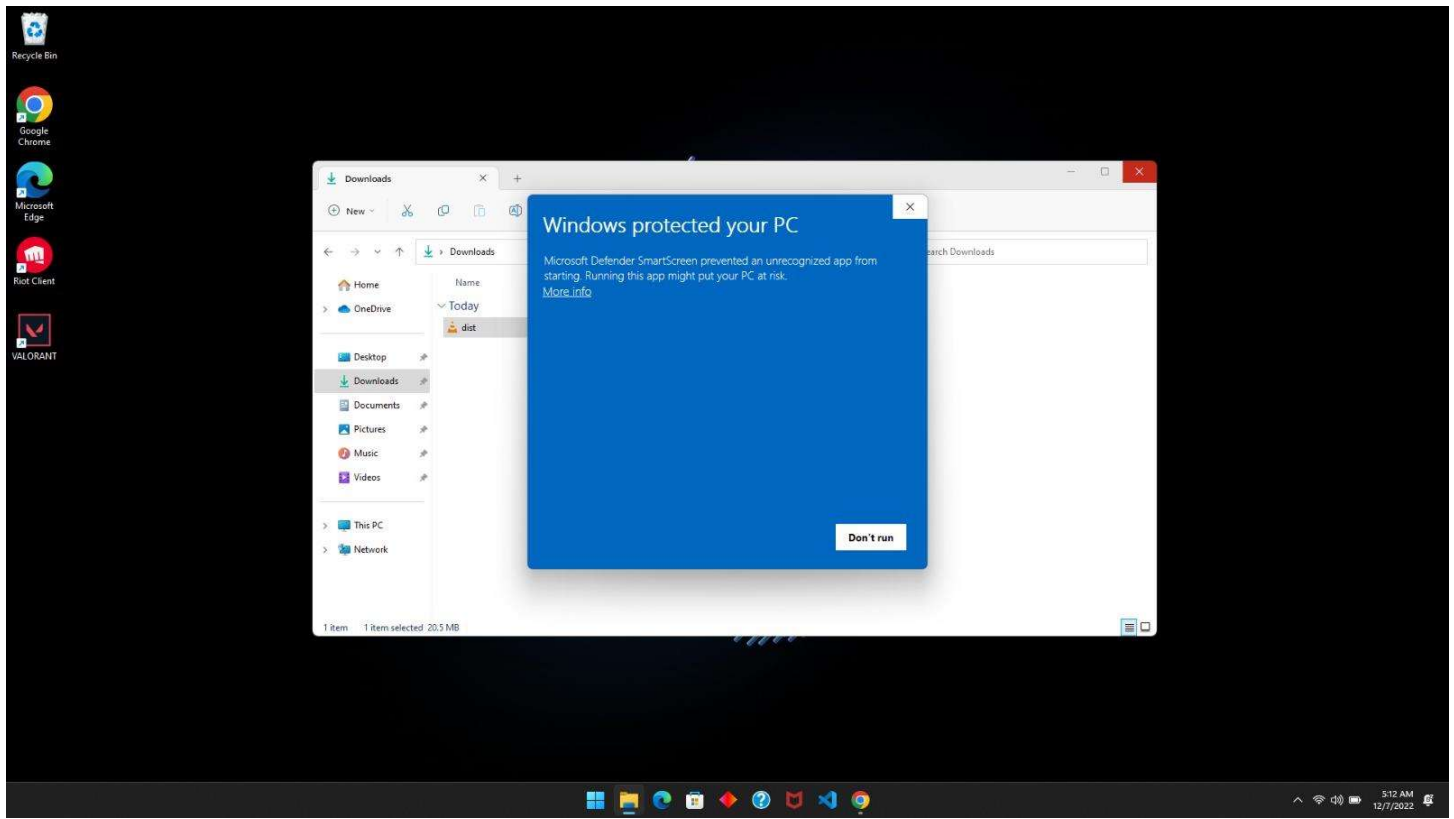 Recycle Bin
Google
Chrome
Microsoft
Edge
Riot Client
VALORANT
Downloads
New
Downloads
earch Downloads
Home
OneDrive
Desktop
Downloads
Documents
Pictures
Music
Videos
This PC
Network
Name
Today
dist
Windows protected your PC
Microsoft Defender SmartScreen prevented an unrecognized app from
starting. Running this app might put your PC at risk.
More info
Don't run
1 item 1 item selected 20.5 MB
5:12 AM
12/7/2022